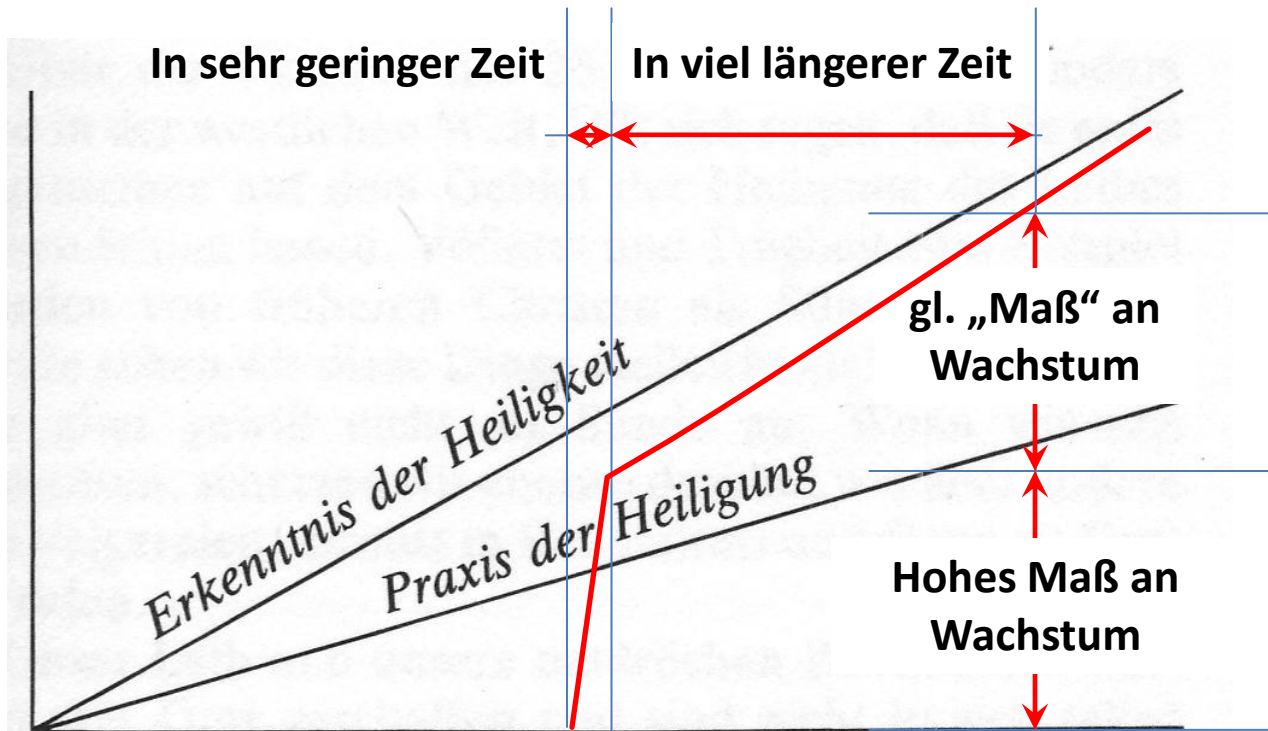 In sehr geringer Zeit
In viel längerer Zeit
gl. „Maß“ an
Wachstum
Erkenntnis der Heiligkeit
Praxis der Heiligung
Hohes Maß an
Wachstum